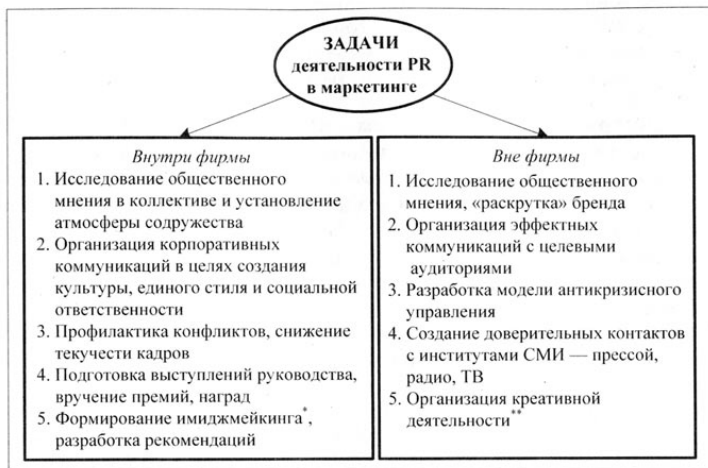 ЗАДАЧИ
деятельности PR
в маркетинге
Внутри фирмы
1. Исследование общественного
мнения в коллективе и установление
атмосферы содружества
2. Организация корпоративных
коммуникаций в целях создания
культуры, единого стиля и социальной
ответственности
3. Профилактика конфликтов, снижение
текучести кадров
4. Подготовка выступлений руководства,
вручение премий, наград
5. Формирование имиджмейкинга*,
разработка рекомендаций
Вне фирмы
1. Исследование общественного
мнения, «раскрутка» бренда
2. Организация эффектных
коммуникаций с целевыми
аудиториями
3. Разработка модели антикризисного
управления
4. Создание доверительных контактов
с институтами СМИ — прессой,
радио, ТВ
5. Организация креативной
деятельности**